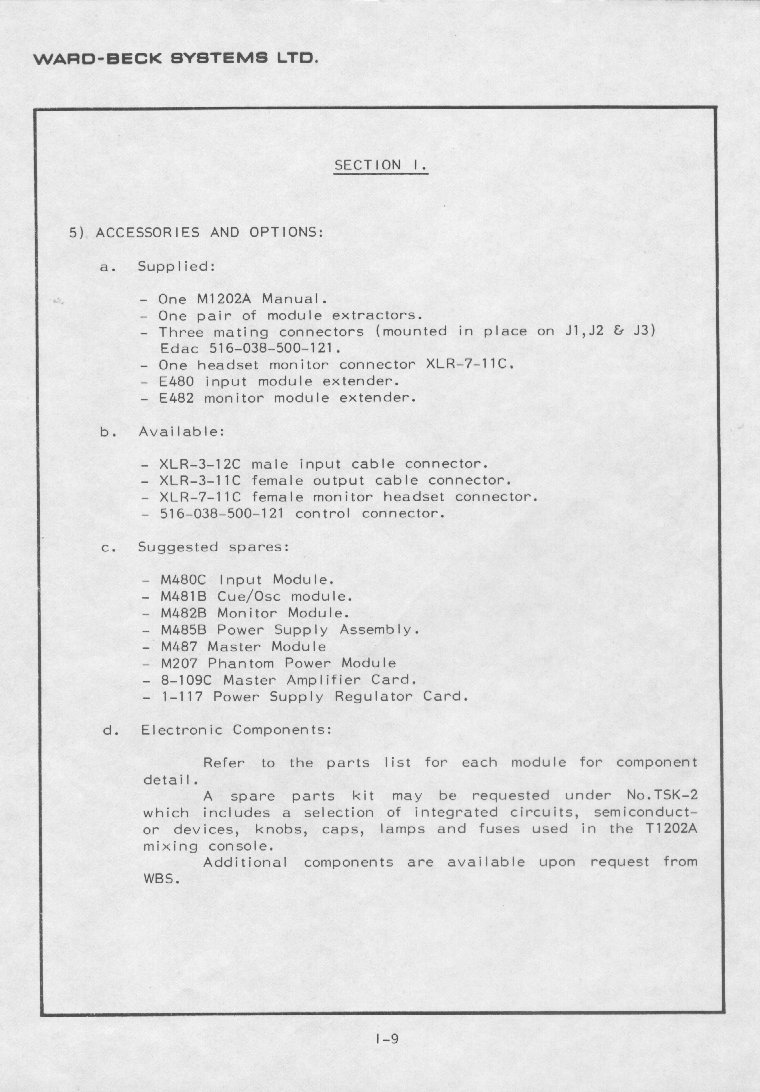 WARD-BECK SYSTEMS LTD.
SECTION I.
5) ACCESSORIES AND OPTIONS:
a. Supplied:
- One M1202A Manual.
- One pair of module extractors.
- Three mating connectors (mounted in place on J1,J2 & J3)
Edac 516-038-500-121.
- One headset monitor connector XLR-7-11C.
- E480 input module extender.
- E482 monitor module extender.
b. Available:
- XLR-3-12C male input cable connector.
- XLR-3-11C female output cable connector.
- XLR-7-11C female monitor headset connector.
- 516-038-500-121 control connector.
c. Suggested spares:
- M480C Input Module.
- M481B Cue/Osc module.
- M482B Monitor Module.
- M485B Power Supply Assembly.
- M487 Master Module
- M207 Phantom Power Module
- 8-109C Master Amplifier Card.
- 1-117 Power Supply Regulator Card.
d. Electronic Components:
Refer to the parts list for each module for component
detail.
A spare parts kit may be requested under No.TSK-2
which includes a selection of integrated circuits, semiconduct-
or devices, knobs, caps, lamps and fuses used in the T1202A
mixing console.
Additional components are available upon request from
WBS.
I-9